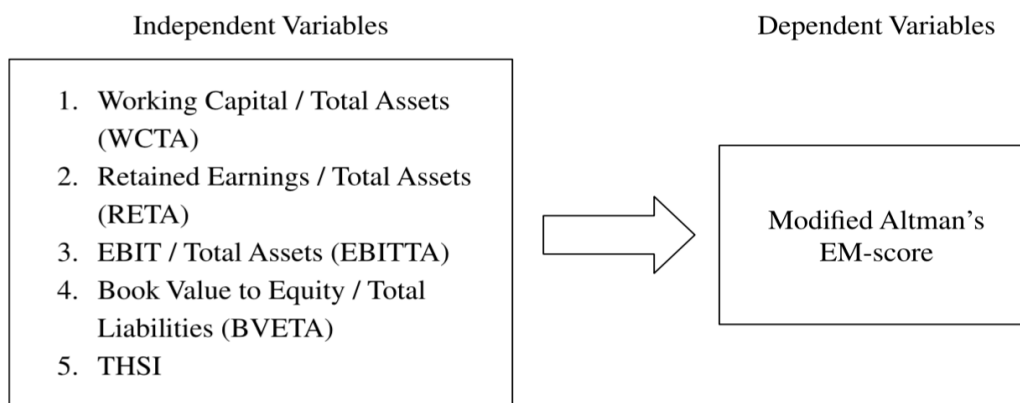 Independent Variables
1. Working Capital / Total Assets
(WCTA)
2. Retained Earnings / Total Assets
(RETA)
3. EBIT / Total Assets (EBITTA)
4. Book Value to Equity / Total
Liabilities (BVETA)
5. THSI
Dependent Variables
Modified Altman’s
EM-score